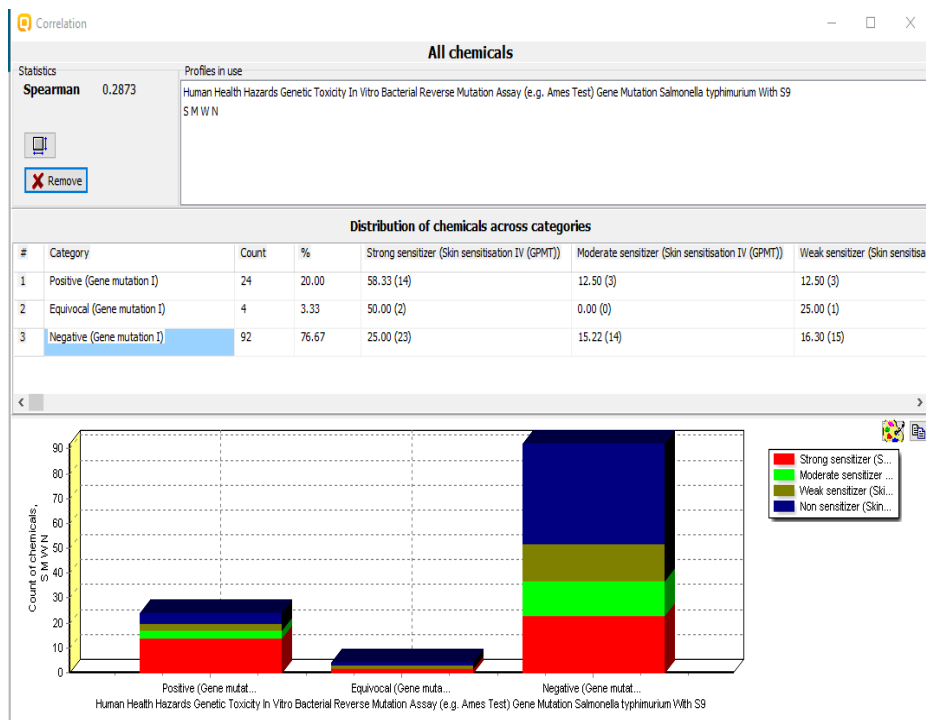 Correlation
All chemicals
Statistics
Profiles in use
Spearman 0.2873
Human Health Hazards Genetic Toxicity In Vitro Bacterial Reverse Mutation Assay (e.g. Ames Test) Gene Mutation Salmonella typhimurium With S9
S M W N
Remove
Distribution of chemicals across categories
# Category Count % Strong sensitizer (Skin sensitisation IV (GPMT)) Moderate sensitizer (Skin sensitisation IV (GPMT)) Weak sensitizer (Skin sensitisa
1 Positive (Gene mutation I) 24 20.00 58.33 (14) 12.50 (3) 12.50 (3)
2 Equivocal (Gene mutation I) 4 3.33 50.00 (2) 0.00 (0) 25.00 (1)
3 Negative (Gene mutation I) 92 76.67 25.00 (23) 15.22 (14) 16.30 (15)
Count of chemicals,
S M W N
90
80
70
60
50
40
30
20
10
0
Strong sensitizer (S...
Moderate sensitizer ...
Weak sensitizer (Ski...
Non sensitizer (Skin...
Positive (Gene mutat... Equivocal (Gene muta... Negative (Gene mutat...
Human Health Hazards Genetic Toxicity In Vitro Bacterial Reverse Mutation Assay (e.g. Ames Test) Gene Mutation Salmonella typhimurium With S9